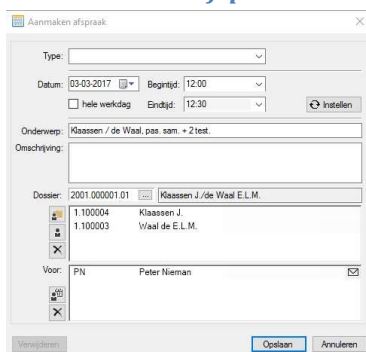 Aanmaken afspraak
Type:
Datum: 03-03-2017 Begintijd: 12:00
hele werkdag Eindtijd: 12:30 Instellen
Onderwerp: Klaassen / de Waal, pas. sam. + 2 test.
Omschrijving:
Dossier: 2001.000001.01 ... Klaassen J./de Waal E.L.M.
1.100004 Klaassen J.
1.100003 Waal de E.L.M.
Voor: PN Peter Nieman
Verwijderen Opslaan Annuleren